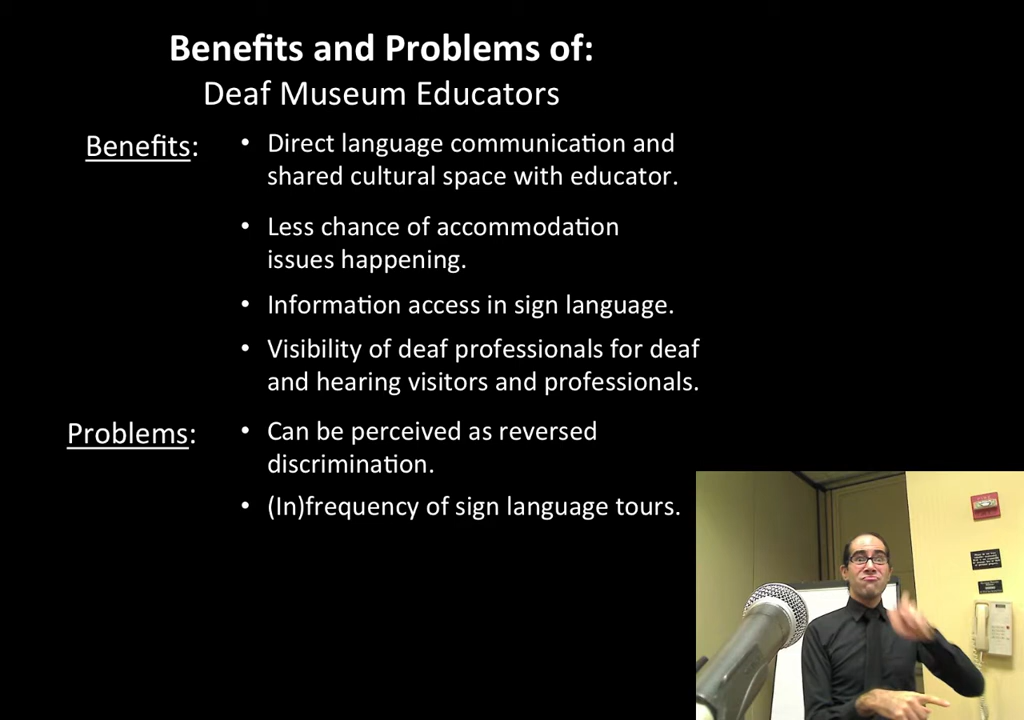 Benefits and Problems of:
Deaf Museum Educators
Benefits:
• Direct language communication and
shared cultural space with educator.
• Less chance of accommodation
issues happening.
• Information access in sign language.
• Visibility of deaf professionals for deaf
and hearing visitors and professionals.
Problems:
• Can be perceived as reversed
discrimination.
• (In)frequency of sign language tours.